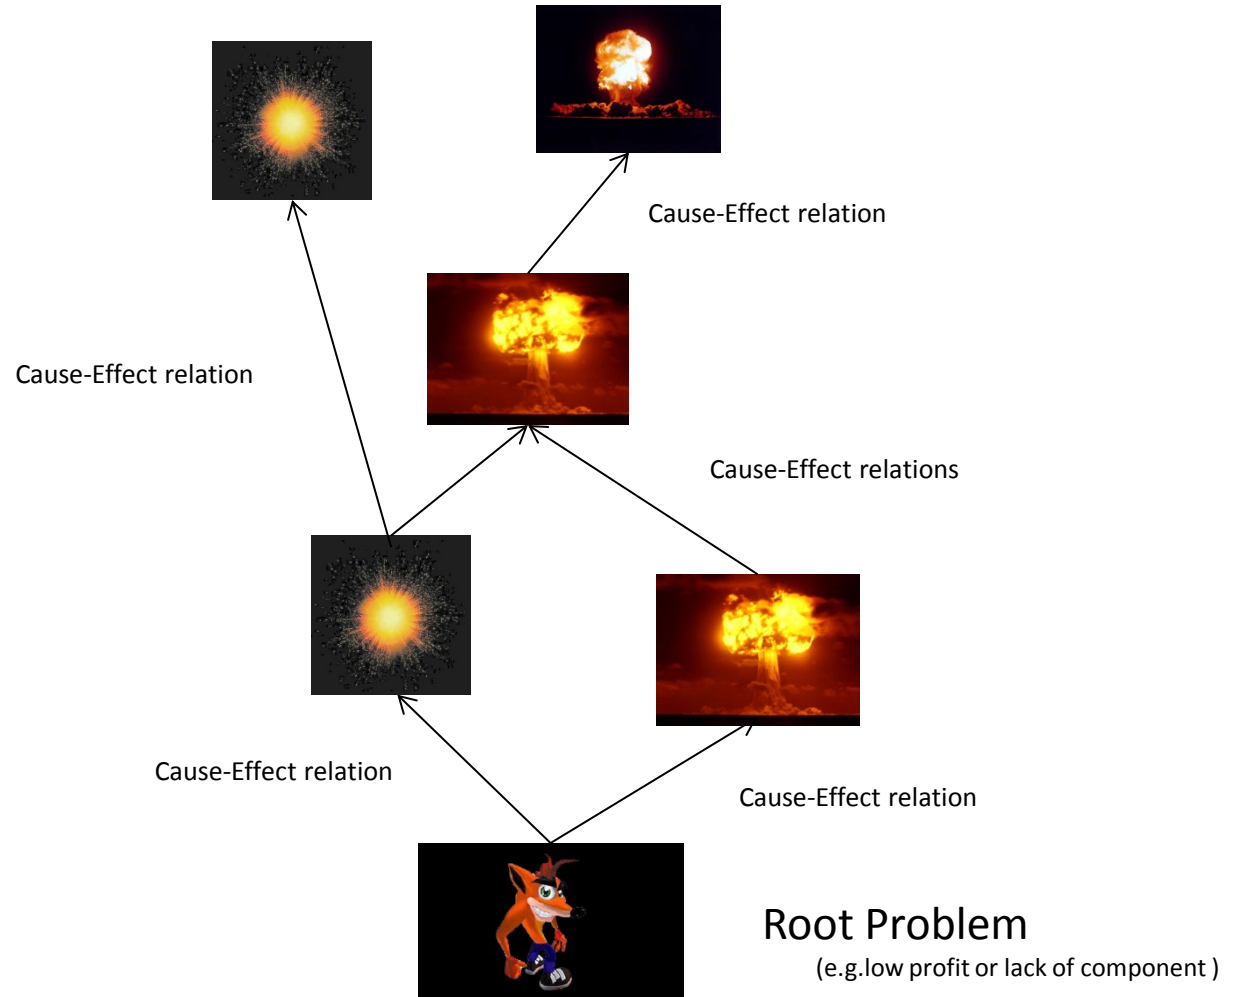 Cause-Effect relation
Cause-Effect relation
Cause-Effect relations
Cause-Effect relation
Cause-Effect relation
Root Problem
(e.g.low profit or lack of component )